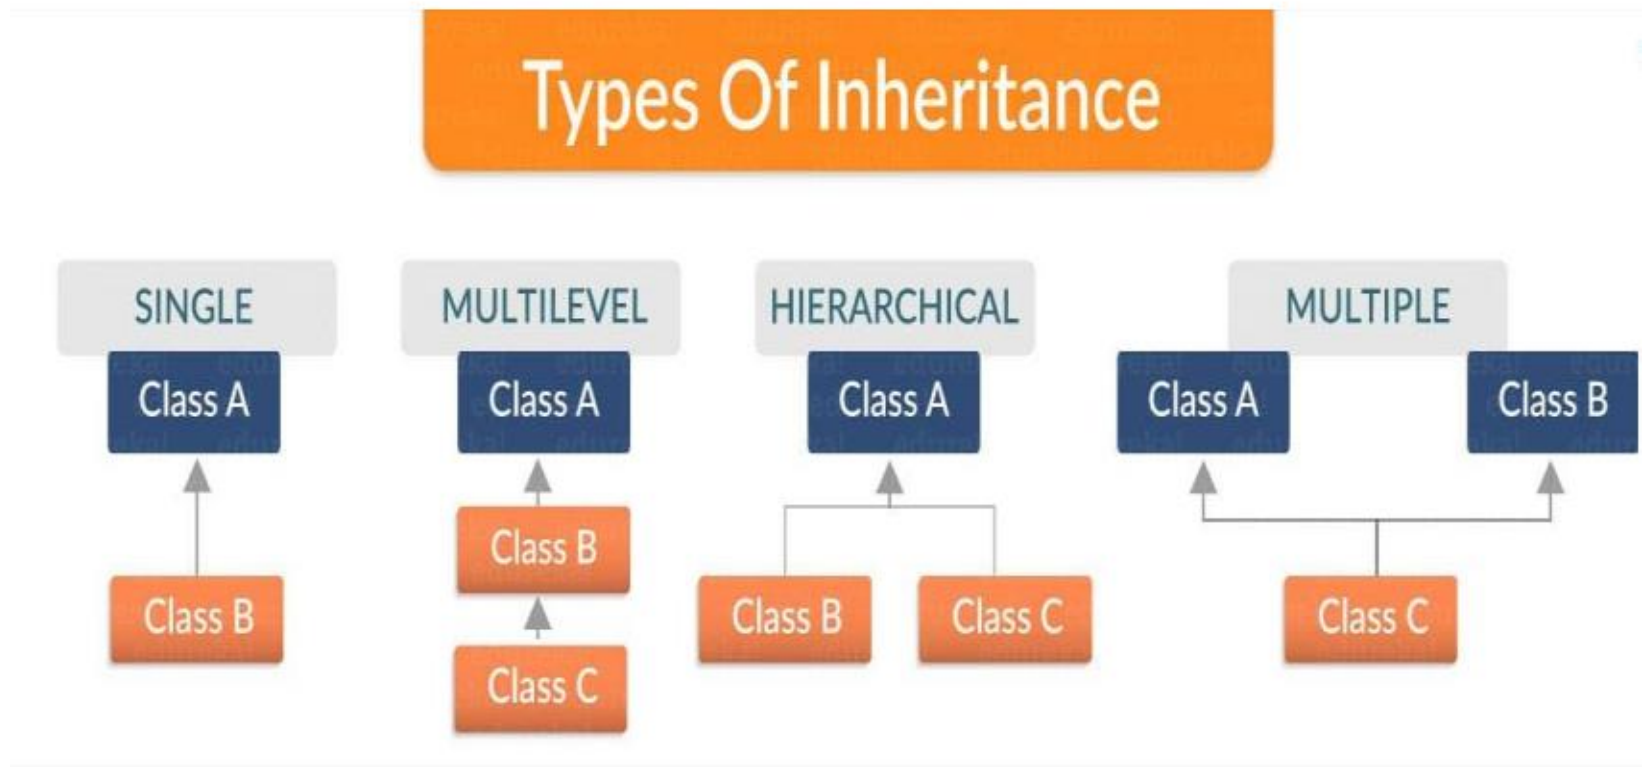 Types Of Inheritance
SINGLE
Class A
Class B
MULTILEVEL
Class A
Class B
Class C
HIERARCHICAL
Class A
Class B
Class C
MULTIPLE
Class A
Class B
Class C